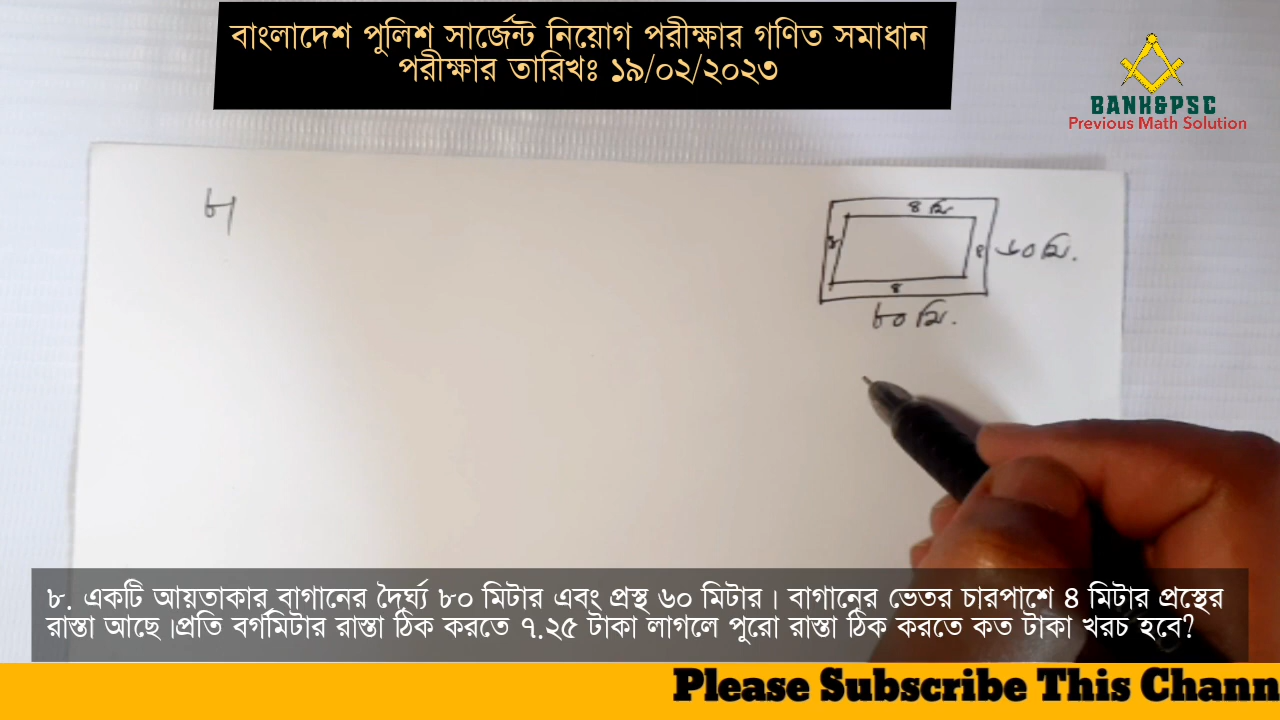 বাংলাদেশ পুলিশ সার্জেন্ট নিয়োগ পরীক্ষার গণিত সমাধান
পরীক্ষার তারিখঃ ১৯/০২/২০২৩
BANK&PSC
Previous Math Solution
৮।
৪ মি
৪
৪
৬০ মি.
৪
৮০ মি.
৮. একটি আয়তাকার বাগানের দৈর্ঘ্য ৮০ মিটার এবং প্রস্থ ৬০ মিটার। বাগানের ভেতর চারপাশে ৪ মিটার প্রস্থের
রাস্তা আছে।প্রতি বর্গমিটার রাস্তা ঠিক করতে ৭.২৫ টাকা লাগলে পুরো রাস্তা ঠিক করতে কত টাকা খরচ হবে?
Please Subscribe This Chann